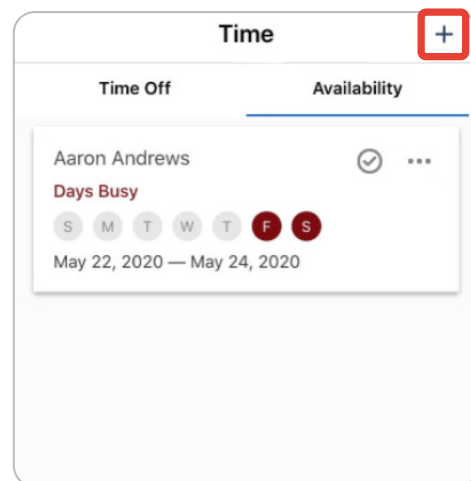 Time
Time Off Availability
Aaron Andrews
Days Busy
S M T W T F S
May 22, 2020 — May 24, 2020